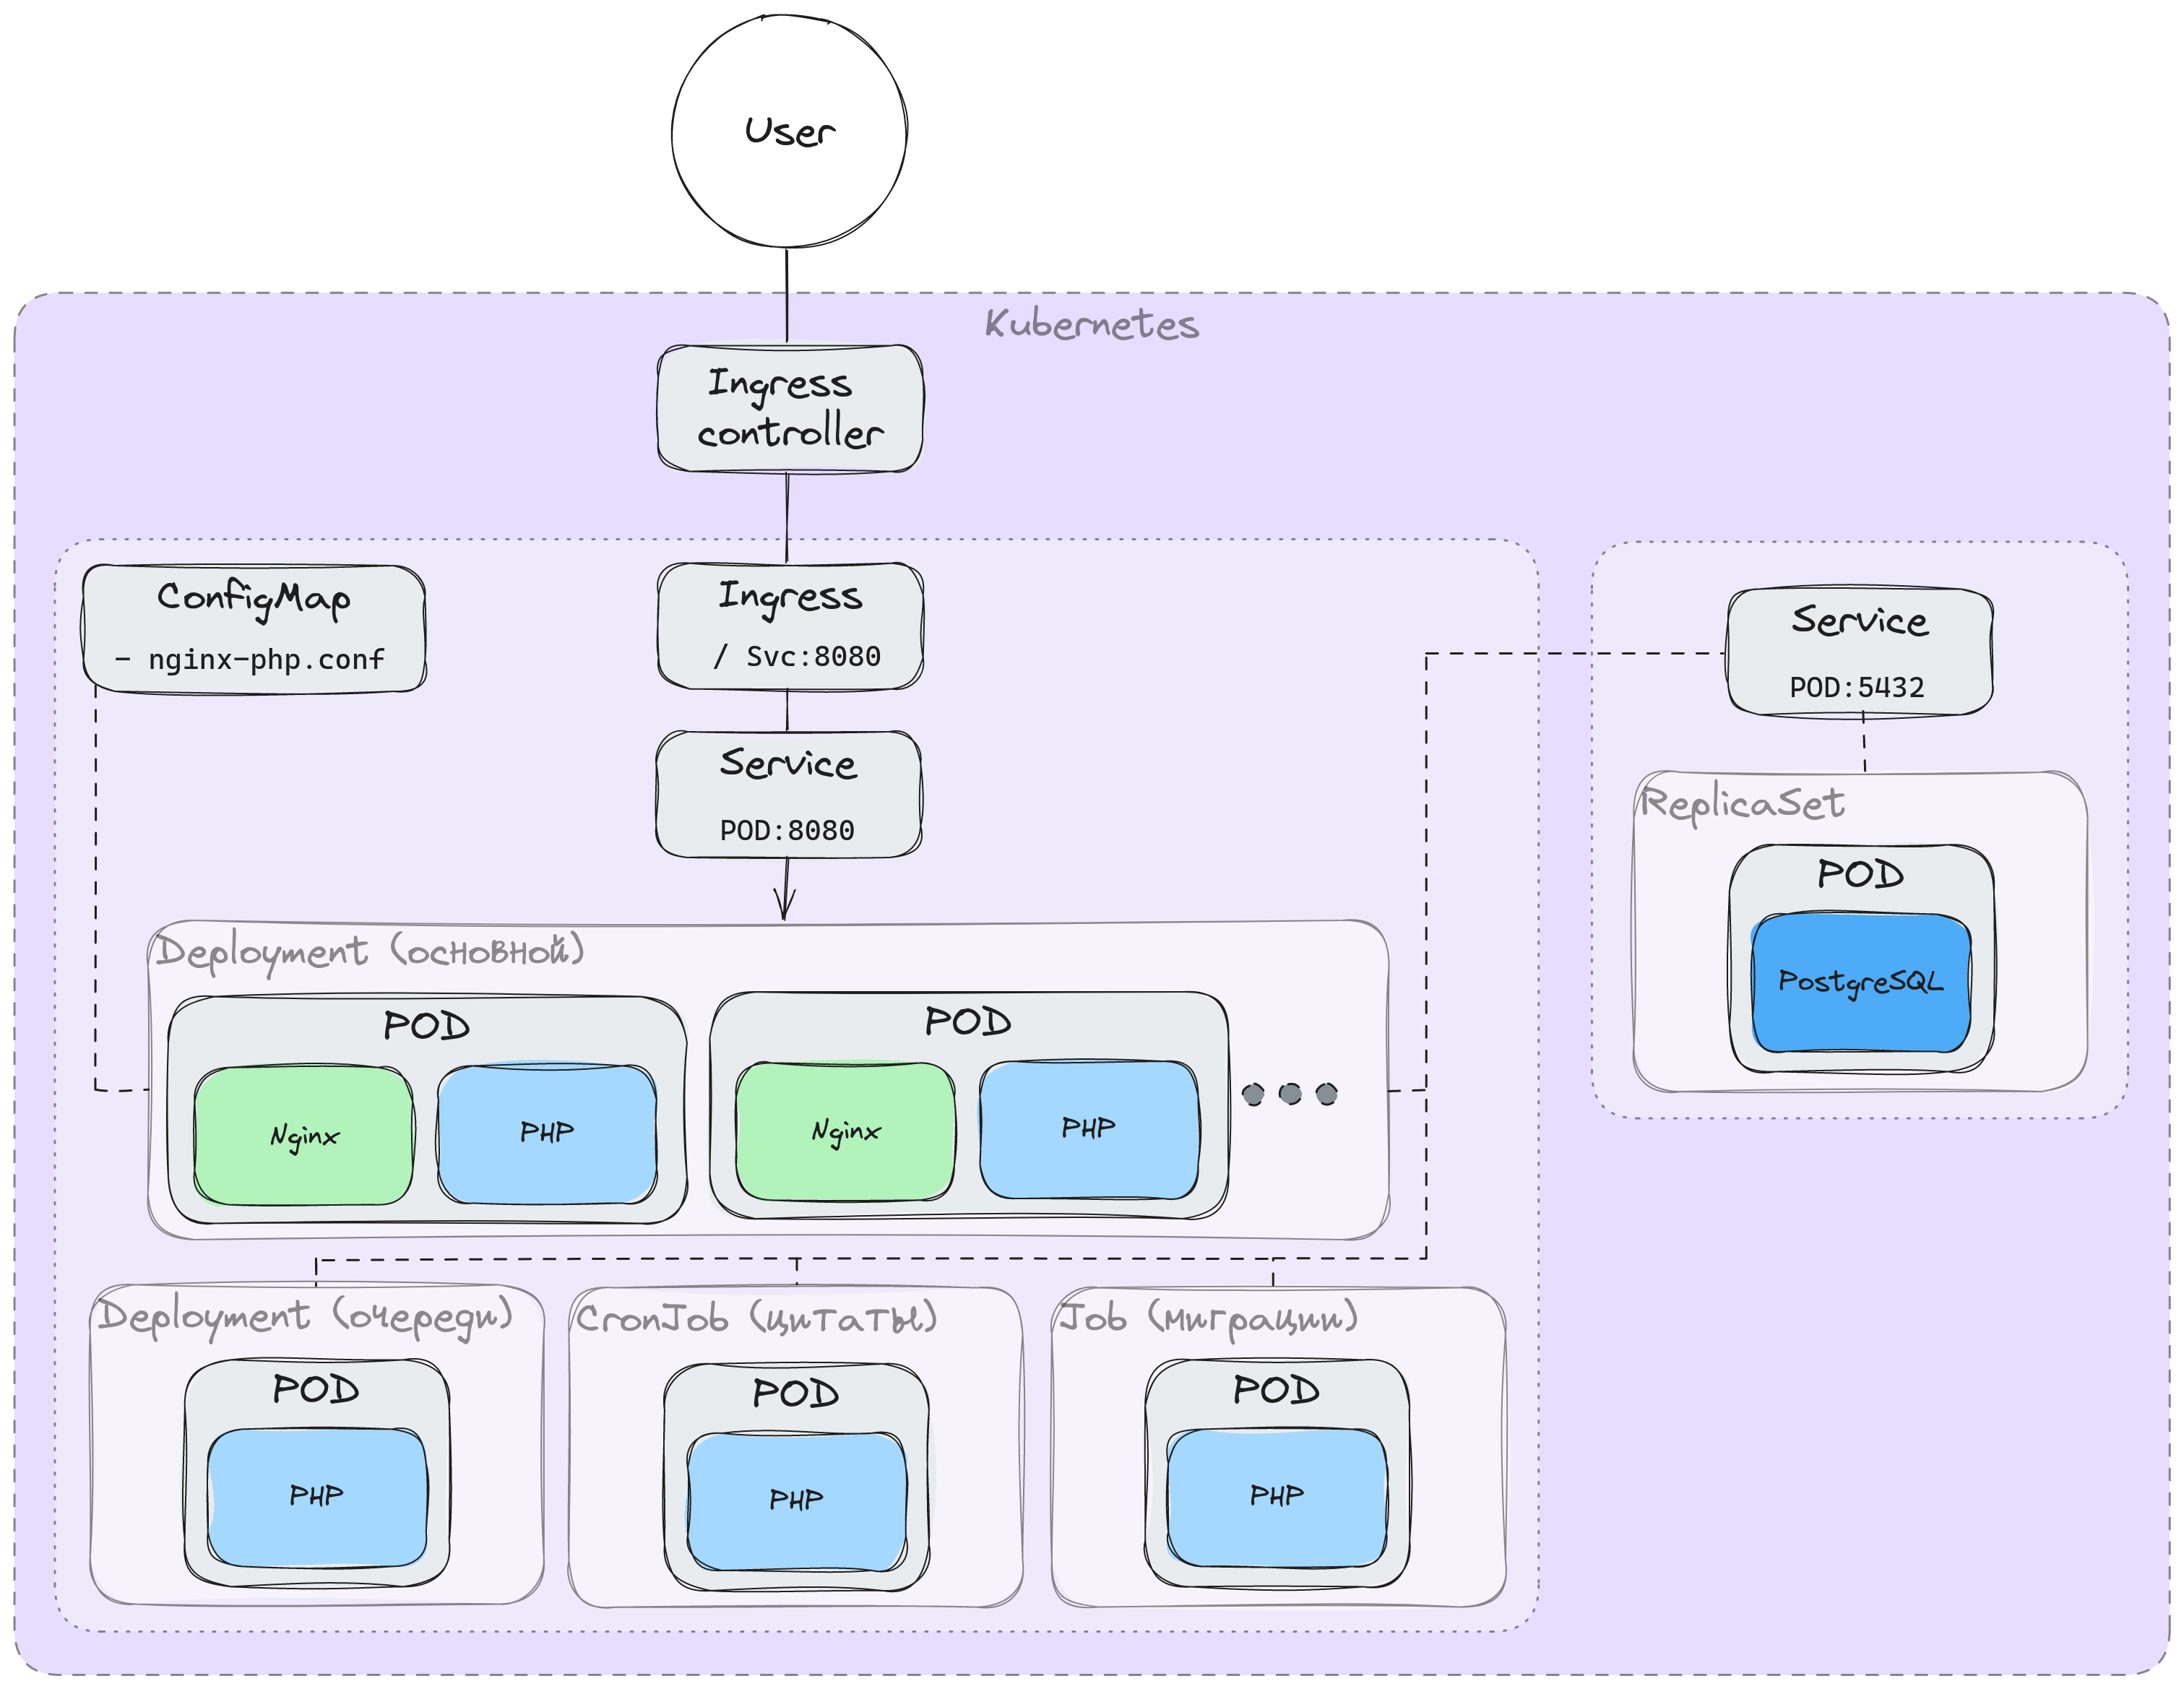 User
Kubernetes
Ingress
controller
ConfigMap
- nginx-php.conf
Ingress
/ Svc:8080
Service
POD:8080
Service
POD:5432
ReplicaSet
POD
PostgreSQL
Deployment (основной)
POD
Nginx
PHP
POD
Nginx
PHP
Deployment (очереди)
POD
PHP
CronJob (цитаты)
POD
PHP
Job (миграции)
POD
PHP